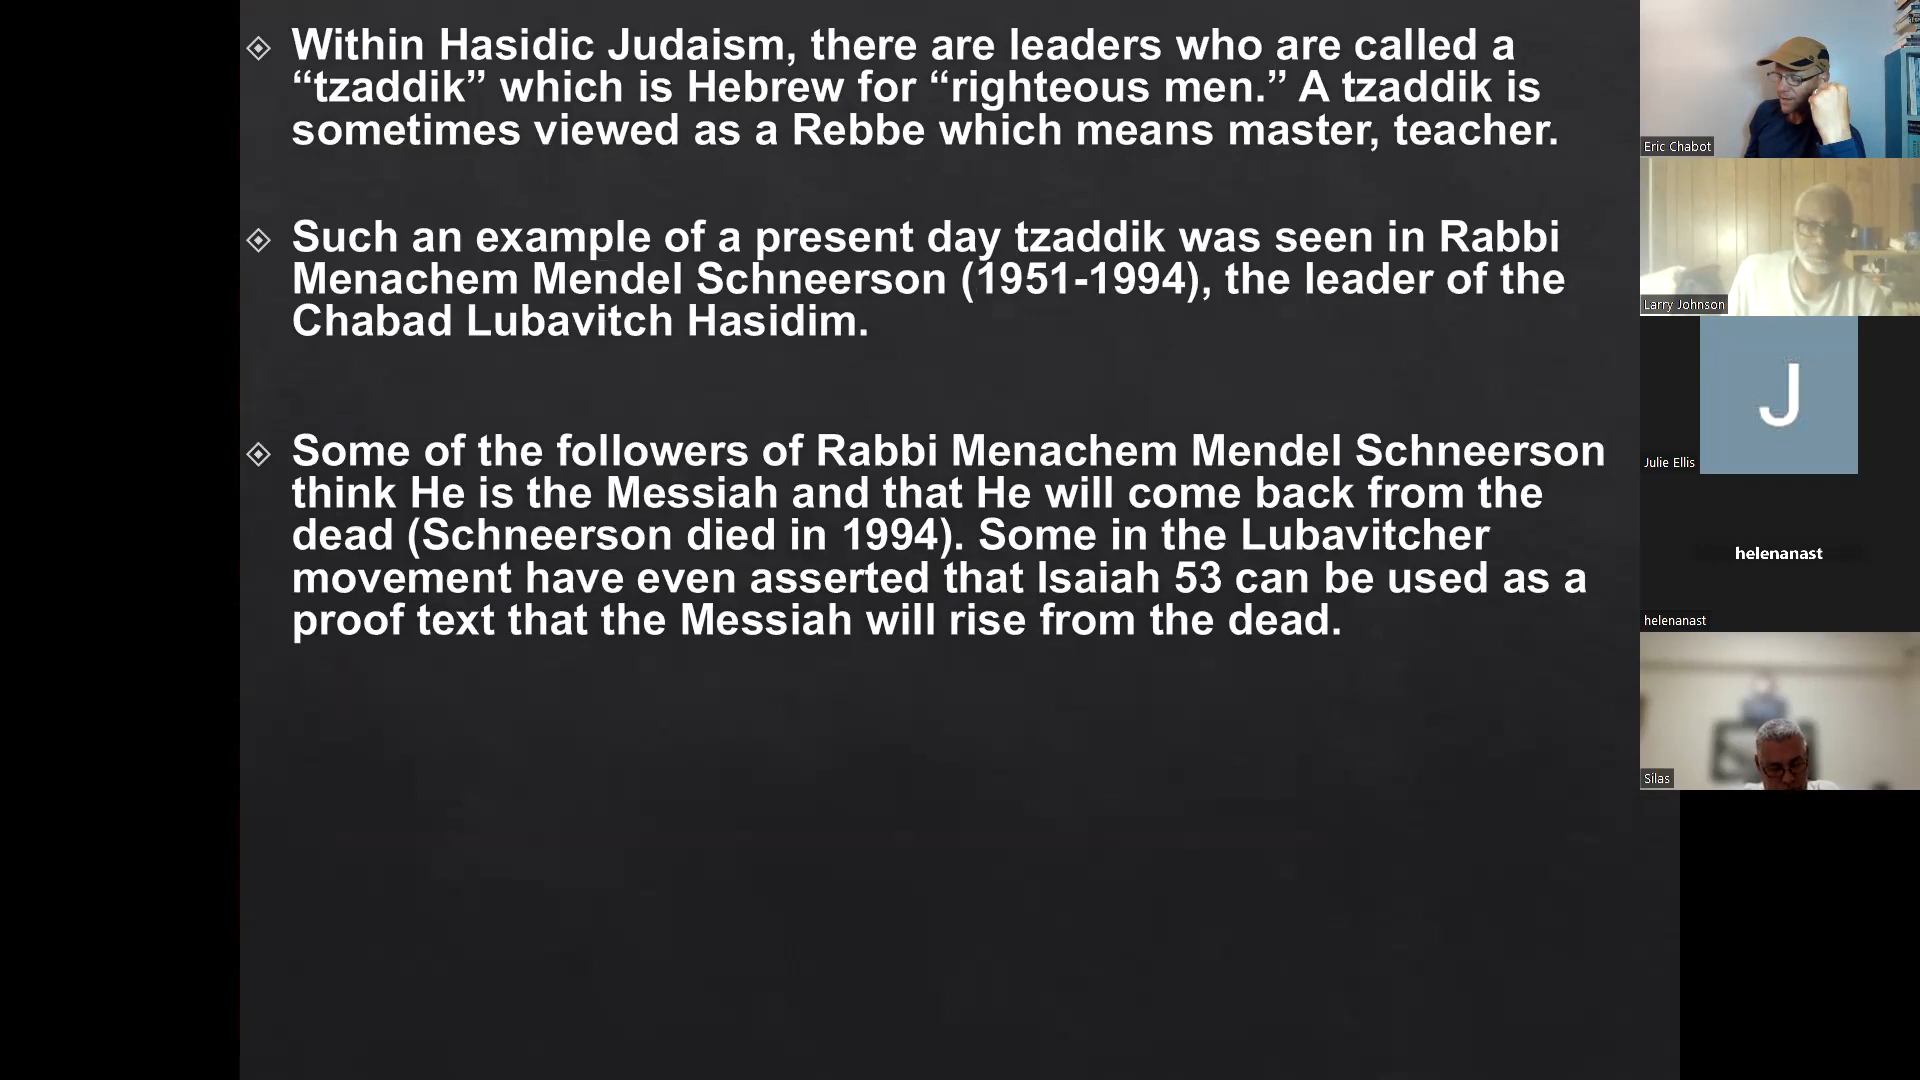 Within Hasidic Judaism, there are leaders who are called a
“tzaddik” which is Hebrew for “righteous men.” A tzaddik is
sometimes viewed as a Rebbe which means master, teacher.
Such an example of a present day tzaddik was seen in Rabbi
Menachem Mendel Schneerson (1951-1994), the leader of the
Chabad Lubavitch Hasidim.
Some of the followers of Rabbi Menachem Mendel Schneerson
think He is the Messiah and that He will come back from the
dead (Schneerson died in 1994). Some in the Lubavitcher
movement have even asserted that Isaiah 53 can be used as a
proof text that the Messiah will rise from the dead.
Eric Chabot
Larry Johnson
J
Julie Ellis
helenanast
helenanast
Silas